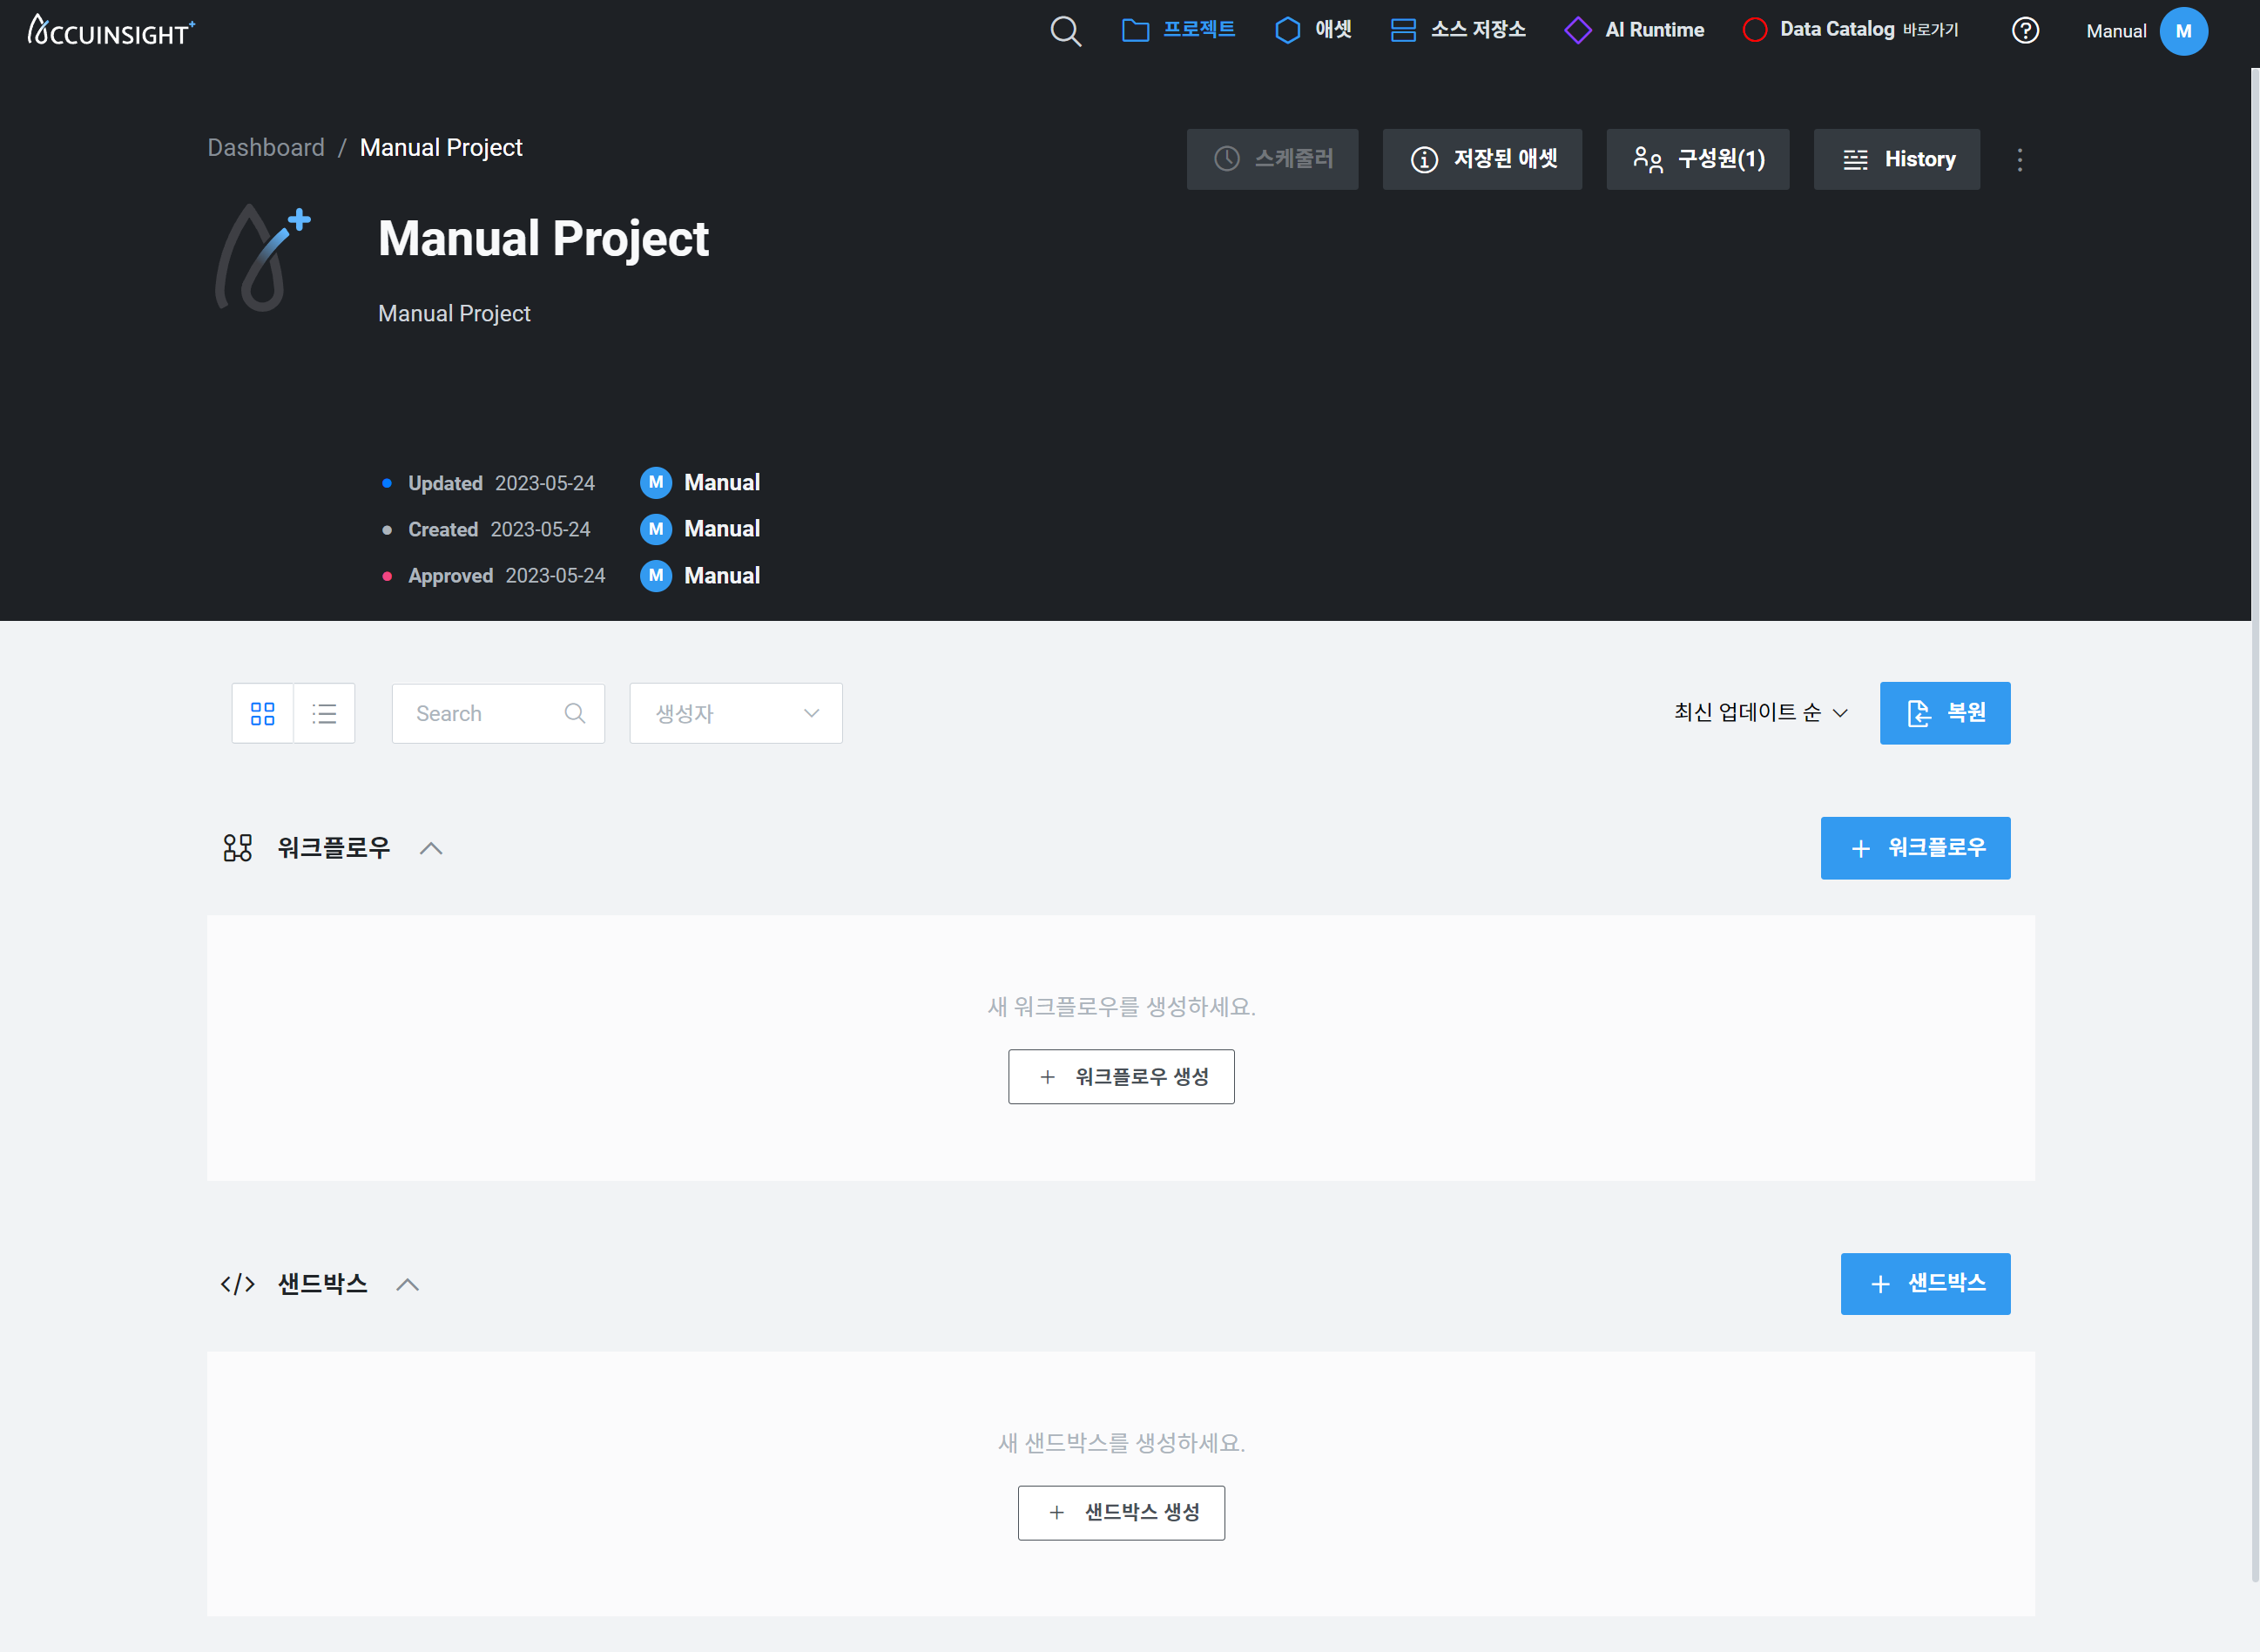 ACCUINSIGHT+
프로젝트 애셋 소스 저장소 AI Runtime Data Catalog 바로가기 Manual M
Dashboard / Manual Project
스케줄러 저장된 애셋 구성원(1) History
Manual Project
Manual Project
Updated 2023-05-24 M Manual
Created 2023-05-24 M Manual
Approved 2023-05-24 M Manual
Search 생성자 최신 업데이트 순 복원
워크플로우 + 워크플로우
새 워크플로우를 생성하세요.
+ 워크플로우 생성
</> 샌드박스 + 샌드박스
새 샌드박스를 생성하세요.
+ 샌드박스 생성